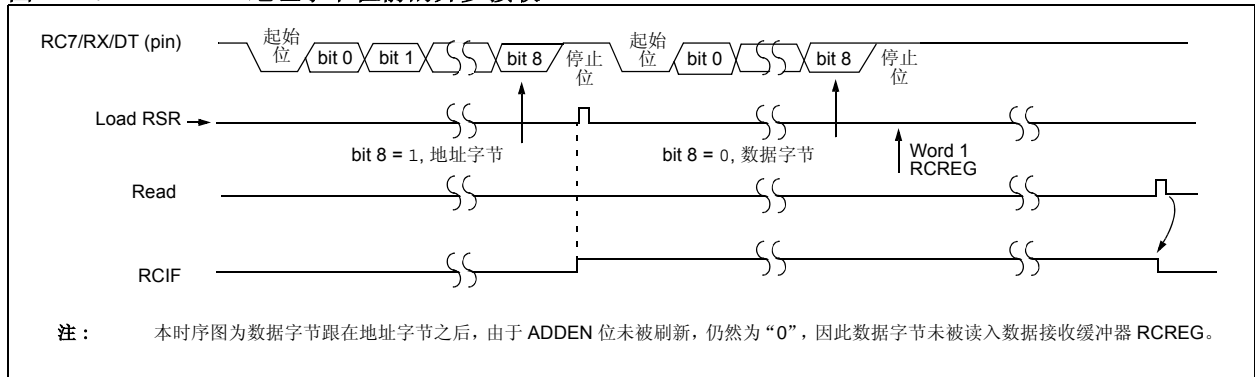 RC7/RX/DT (pin)
起始
位
bit 0
bit 1
bit 8
停止
位
起始
位
bit 0
bit 8
停止
位
Load RSR
bit 8 = 1, 地址字节
bit 8 = 0, 数据字节
Word 1
RCREG
Read
RCIF
注： 本时序图为数据字节跟在地址字节之后，由于 ADDEN 位未被刷新，仍然为“0”，因此数据字节未被读入数据接收缓冲器 RCREG。